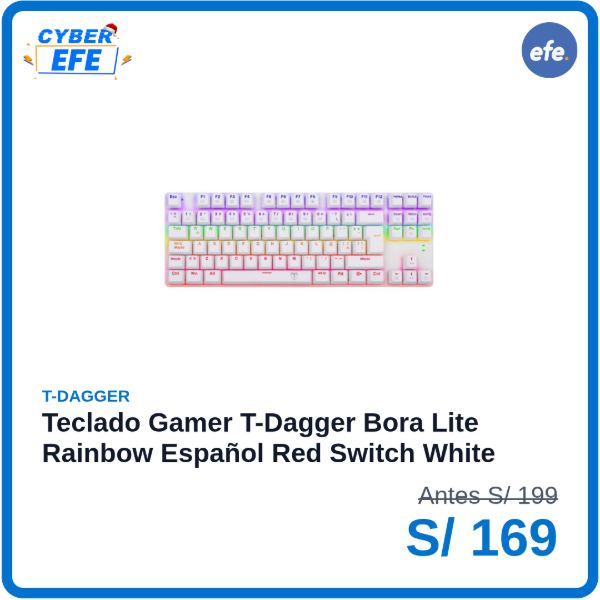 CYBER
EFE
efe.
T-DAGGER
Teclado Gamer T-Dagger Bora Lite
Rainbow Español Red Switch White
Antes S/ 199
S/ 169